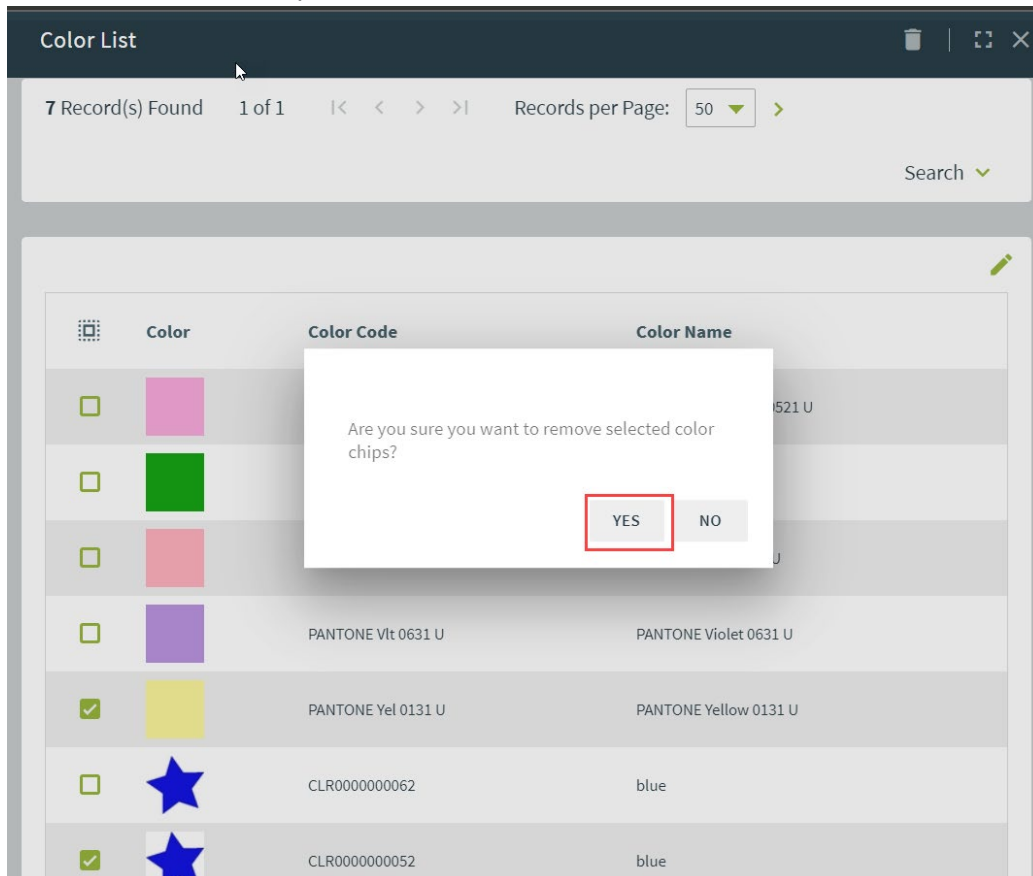 Color List
7 Record(s) Found 1 of 1 Records per Page: 50
Search
Color Color Code Color Name
0521 U
Are you sure you want to remove selected color
chips?
YES NO
U
PANTONE Vlt 0631 U PANTONE Violet 0631 U
PANTONE Yel 0131 U PANTONE Yellow 0131 U
CLR0000000062 blue
CLR0000000052 blue